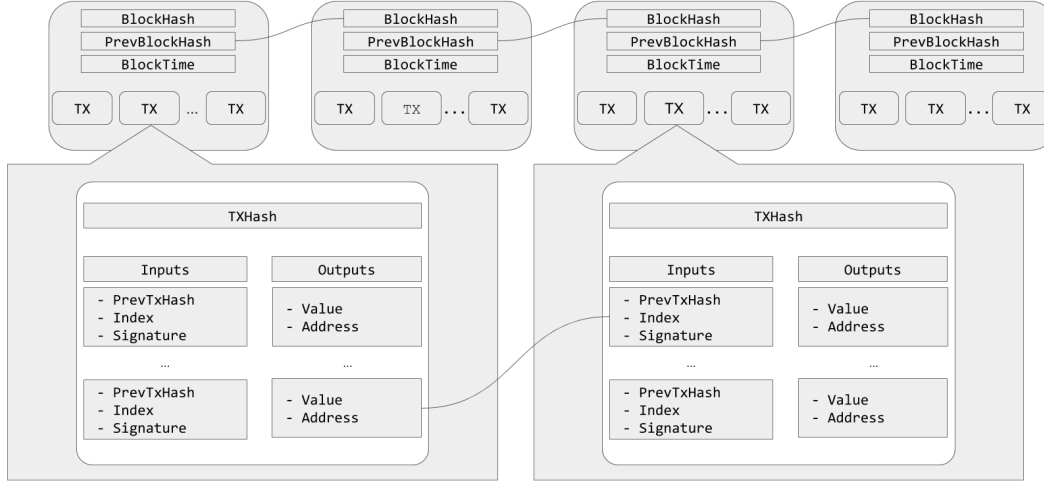 BlockHash
PrevBlockHash
BlockTime
TX TX ... TX
BlockHash
PrevBlockHash
BlockTime
TX TX ... TX
BlockHash
PrevBlockHash
BlockTime
TX TX ... TX
BlockHash
PrevBlockHash
BlockTime
TX TX ... TX
TXHash
Inputs
- PrevTxHash
- Index
- Signature
...
- PrevTxHash
- Index
- Signature
Outputs
- Value
- Address
...
- Value
- Address
TXHash
Inputs
- PrevTxHash
- Index
- Signature
...
- PrevTxHash
- Index
- Signature
Outputs
- Value
- Address
...
- Value
- Address